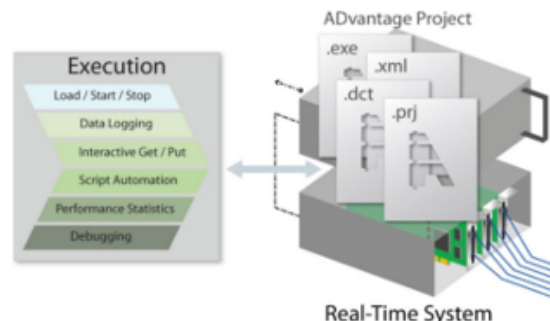 ADvantage Project
Execution
Load / Start / Stop
Data Logging
Interactive Get / Put
Script Automation
Performance Statistics
Debugging
.exe
.xml
.dct
.prj
Real-Time System